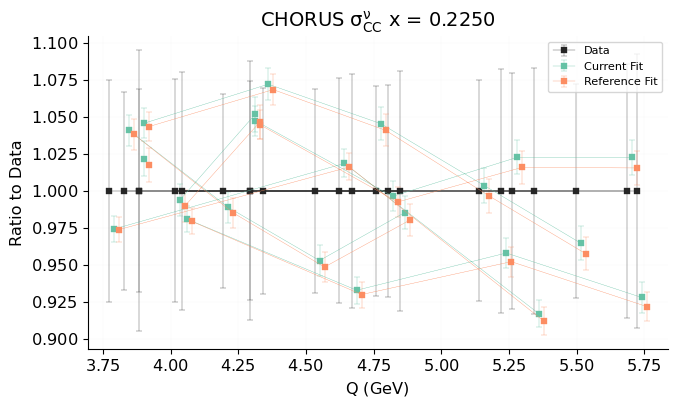 CHORUS σ^ν_CC x = 0.2250
Data
Current Fit
Reference Fit
Ratio to Data
1.100
1.075
1.050
1.025
1.000
0.975
0.950
0.925
0.900
3.75 4.00 4.25 4.50 4.75 5.00 5.25 5.50 5.75
Q (GeV)